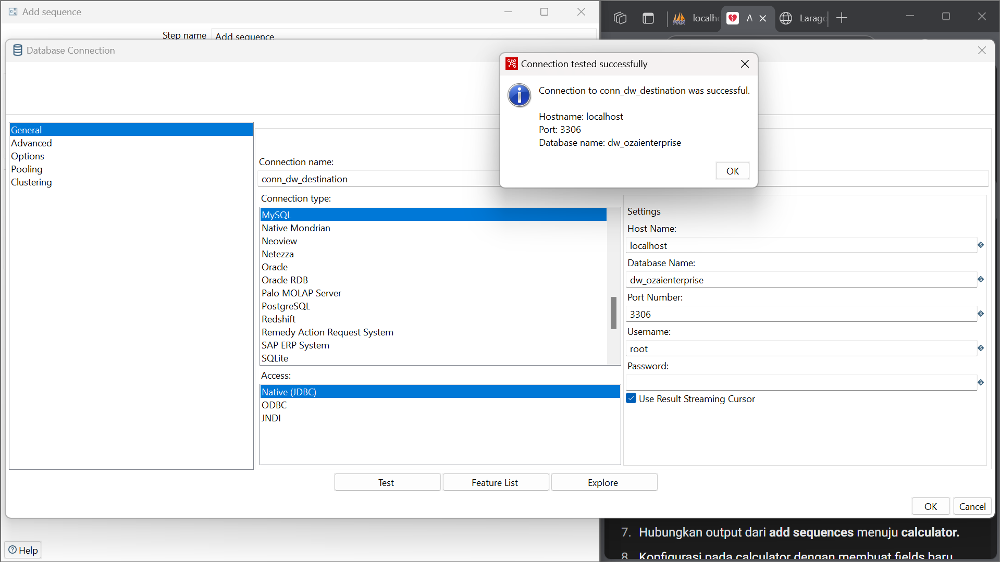 Add sequence
localh
A
Larago
Step name
Add sequence
Database Connection
Connection tested successfully
Connection to conn_dw_destination was successful.
Hostname: localhost
Port: 3306
Database name: dw_ozaienterprise
OK
General
Advanced
Options
Pooling
Clustering
Connection name:
conn_dw_destination
Connection type:
MySQL
Native Mondrian
Neoview
Netezza
Oracle
Oracle RDB
Palo MOLAP Server
PostgreSQL
Redshift
Remedy Action Request System
SAP ERP System
SQLite
Access:
Native (JDBC)
ODBC
JNDI
Settings
Host Name:
localhost
Database Name:
dw_ozaienterprise
Port Number:
3306
Username:
root
Password:
Use Result Streaming Cursor
Test
Feature List
Explore
OK
Cancel
7. Hubungkan output dari add sequences menuju calculator.
8. Konfigurasi pada calculator dengan membuat fields baru
Help